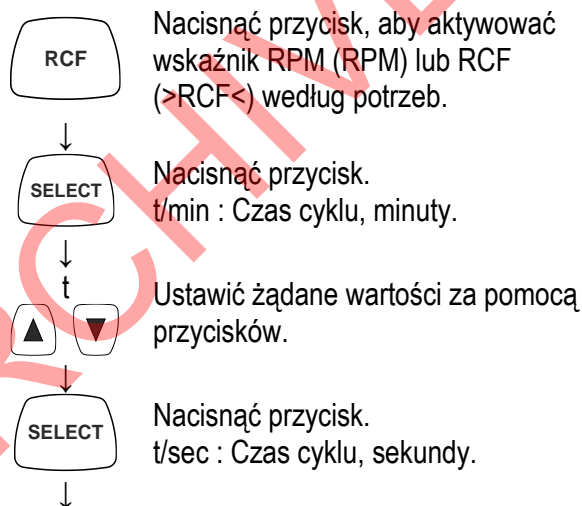 RCF
Nacisnąć przycisk, aby aktywować
wskaźnik RPM (RPM) lub RCF
(>RCF<) według potrzeb.
↓
SELECT
Nacisnąć przycisk.
t/min : Czas cyklu, minuty.
↓
t
▲ ▼
Ustawić żądane wartości za pomocą
przycisków.
↓
SELECT
Nacisnąć przycisk.
t/sec : Czas cyklu, sekundy.
↓
RCHIVE